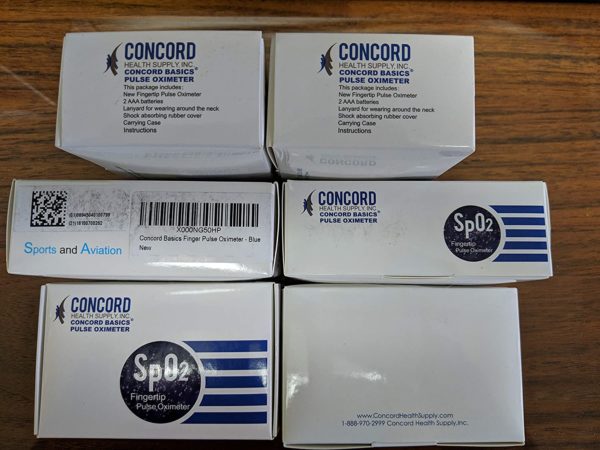 CONCORD
HEALTH SUPPLY, INC.
CONCORD BASICS®
PULSE OXIMETER
This package includes:
New Fingertip Pulse Oximeter
2 AAA batteries
Lanyard for wearing around the neck
Shock absorbing rubber cover
Carrying Case
Instructions
CONCORD
HEALTH SUPPLY, INC.
CONCORD BASICS®
PULSE OXIMETER
This package includes:
New Fingertip Pulse Oximeter
2 AAA batteries
Lanyard for wearing around the neck
Shock absorbing rubber cover
Carrying Case
Instructions
Sports and Aviation
X000NG50HP
Concord Basics Finger Pulse Oximeter - Blue
New
CONCORD
HEALTH SUPPLY, INC.
CONCORD BASICS®
PULSE OXIMETER
SpO2
Fingertip
Pulse Oximeter
CONCORD
HEALTH SUPPLY, INC.
CONCORD BASICS®
PULSE OXIMETER
SpO2
Fingertip
Pulse Oximeter
www.ConcordHealthSupply.com
1-888-970-2999 Concord Health Supply,Inc.